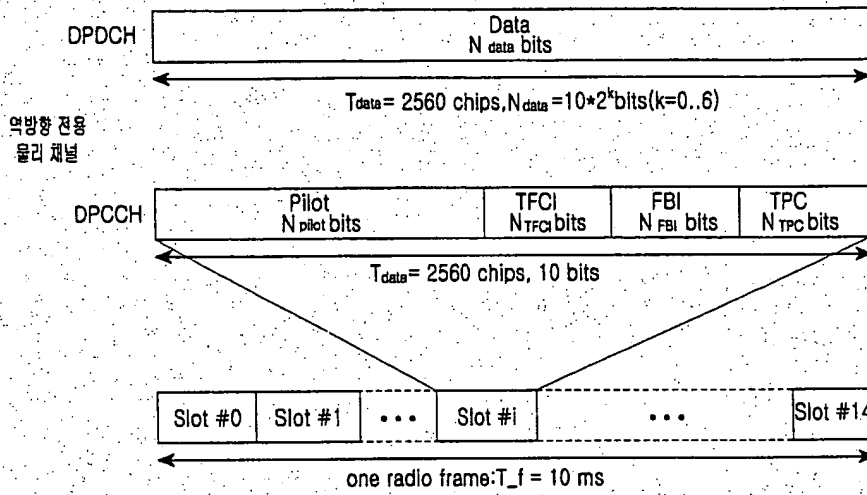 DPDCH
Data
N data bits
Tdata= 2560 chips,Ndata=10*2^k bits(k=0..6)
역방향 전용
물리 채널
DPCCH
Pilot
N pilot bits
TFCI
N TFCI bits
FBI
N FBI bits
TPC
N TPC bits
Tdata= 2560 chips, 10 bits
Slot #0
Slot #1
•••
Slot #i
•••
Slot #14
one radio frame:T_f = 10 ms